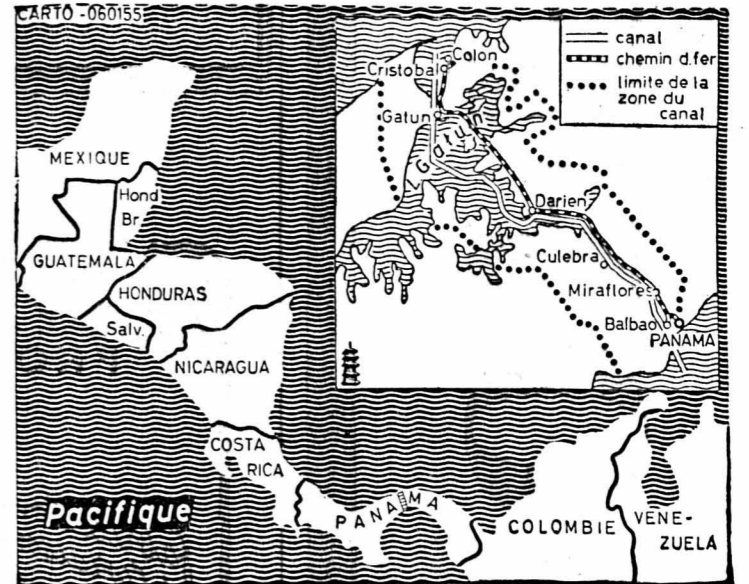 CARTO -060155
MEXIQUE
Hond
Br.
GUATEMALA
HONDURAS
Salv.
NICARAGUA
COSTA
RICA
Pacifique
PANAMA
COLOMBIE
VENE-
ZUELA
canal
chemin d.fer
limite de la
zone du
canal
Colon
Cristobal
Gatun
Gatun
Darien
Culebra
Miraflores
Balbao
PANAMA